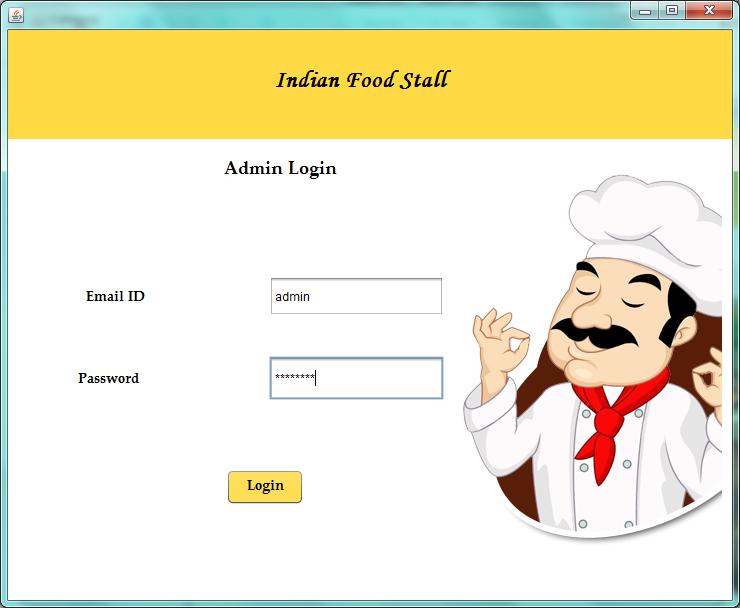 Indian Food Stall
Admin Login
Email ID
admin
Password
********
Login